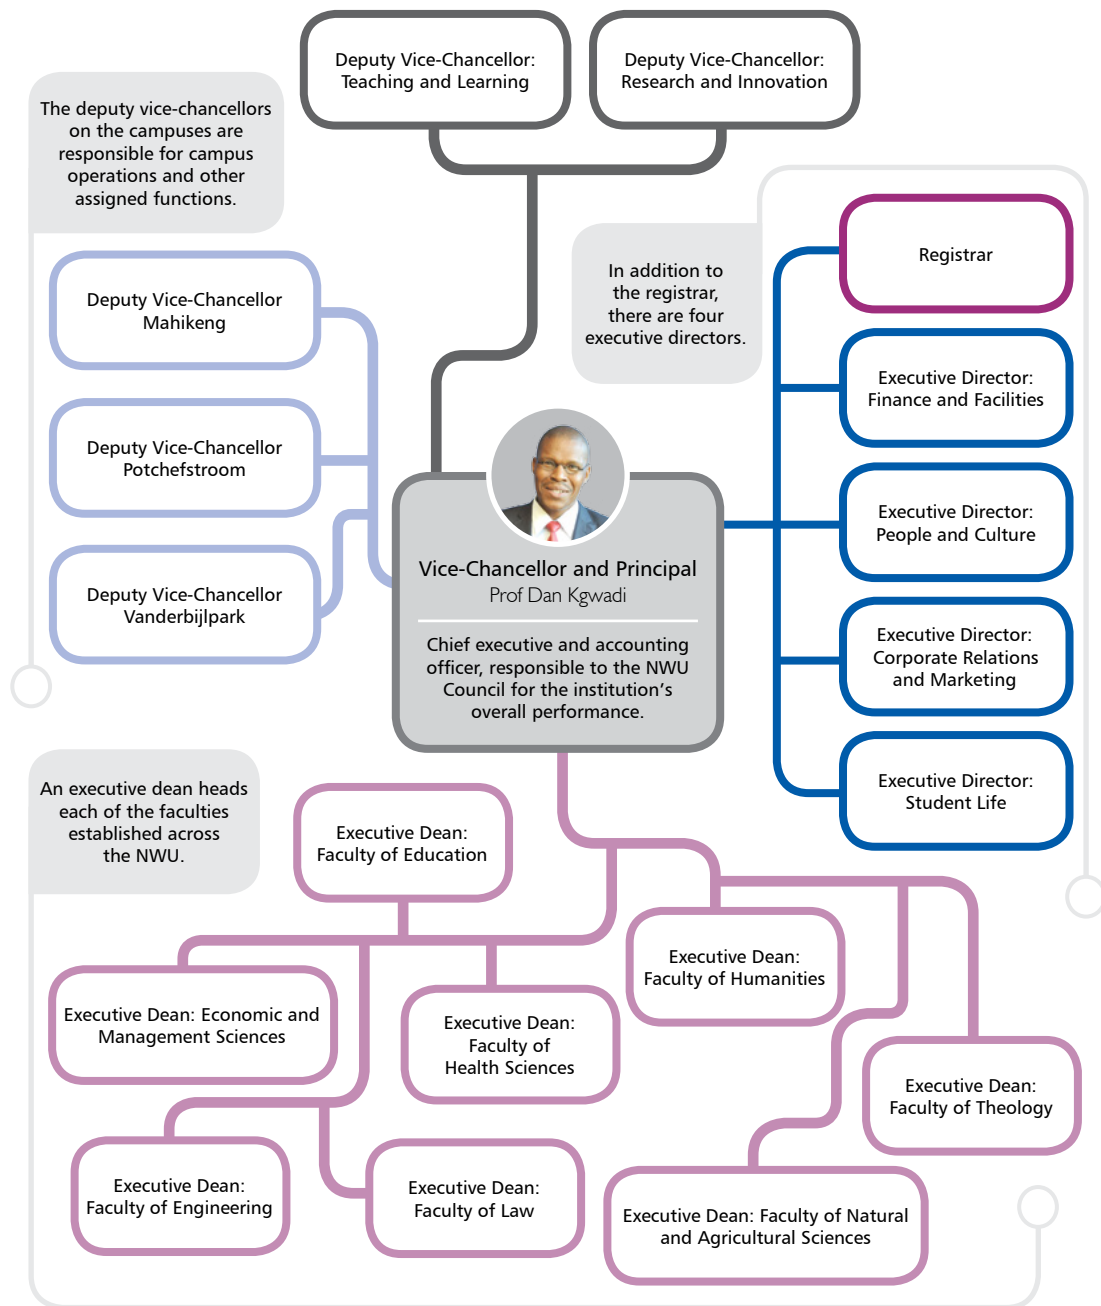 Deputy Vice-Chancellor:
Teaching and Learning
Deputy Vice-Chancellor:
Research and Innovation
The deputy vice-chancellors
on the campuses are
responsible for campus
operations and other
assigned functions.
Deputy Vice-Chancellor
Mahikeng
Deputy Vice-Chancellor
Potchefstroom
Deputy Vice-Chancellor
Vanderbijlpark
In addition to
the registrar,
there are four
executive directors.
Registrar
Executive Director:
Finance and Facilities
Executive Director:
People and Culture
Executive Director:
Corporate Relations
and Marketing
Executive Director:
Student Life
Vice-Chancellor and Principal
Prof Dan Kgwadi
Chief executive and accounting
officer, responsible to the NWU
Council for the institution’s
overall performance.
An executive dean heads
each of the faculties
established across
the NWU.
Executive Dean:
Faculty of Education
Executive Dean: Economic and
Management Sciences
Executive Dean:
Faculty of
Health Sciences
Executive Dean:
Faculty of Humanities
Executive Dean:
Faculty of Theology
Executive Dean:
Faculty of Engineering
Executive Dean:
Faculty of Law
Executive Dean: Faculty of Natural
and Agricultural Sciences